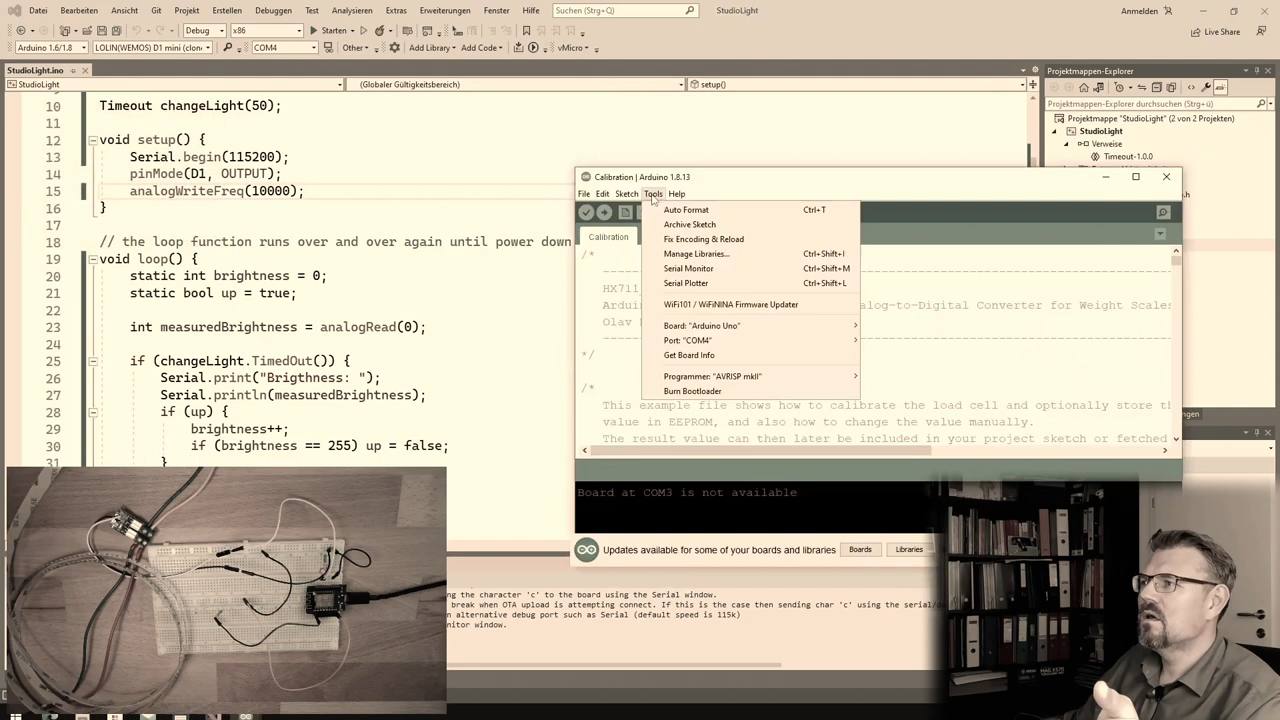 Datei Bearbeiten Ansicht Git Projekt Erstellen Debuggen Test Analysieren Extras Erweiterungen Fenster Hilfe Suchen (Strg+Q) StudioLight Anmelden
Debug x86 Starten Live Share
Arduino 1.6/1.8 LOLIN(WEMOS) D1 mini (clone COM4 Other Add Library Add Code vMicro
StudioLight.ino
StudioLight (Globaler Gültigkeitsbereich) setup()
10 Timeout changeLight(50);
11
12 void setup() {
13 Serial.begin(115200);
14 pinMode(D1, OUTPUT);
15 analogWriteFreq(10000);
16 }
17
18 // the loop function runs over and over again until power down
19 void loop() {
20 static int brightness = 0;
21 static bool up = true;
22
23 int measuredBrightness = analogRead(0);
24
25 if (changeLight.TimedOut()) {
26 Serial.print("Brigthness: ");
27 Serial.println(measuredBrightness);
28 if (up) {
29 brightness++;
30 if (brightness == 255) up = false;
31 }
Projektmappen-Explorer
Projektmappen-Explorer durchsuchen (Strg+ü)
Projektmappe "StudioLight" (2 von 2 Projekten)
StudioLight
Verweise
Timeout-1.0.0
Calibration | Arduino 1.8.13
File Edit Sketch Tools Help
Calibration
Auto Format Ctrl+T
Archive Sketch
Fix Encoding & Reload
Manage Libraries... Ctrl+Shift+I
Serial Monitor Ctrl+Shift+M
Serial Plotter Ctrl+Shift+L
WiFi101 / WiFiNINA Firmware Updater
Board: "Arduino Uno"
Port: "COM4"
Get Board Info
Programmer: "AVRISP mkII"
Burn Bootloader
/*
HX711
Ardui alog-to-Digital Converter for Weight Scales
Olav
*/
/*
This example file shows how to calibrate the load cell and optionally store th
value in EEPROM, and also how to change the value manually.
The result value can then later be included in your project sketch or fetched
Board at COM3 is not available
Updates available for some of your boards and libraries Boards Libraries
ng the character 'c' to the board using the Serial window.
break when OTA upload is attempting connect. If this is the case then sending char 'c' using the serial/
n alternative debug port such as Serial (default speed is 115k)
nitor window.